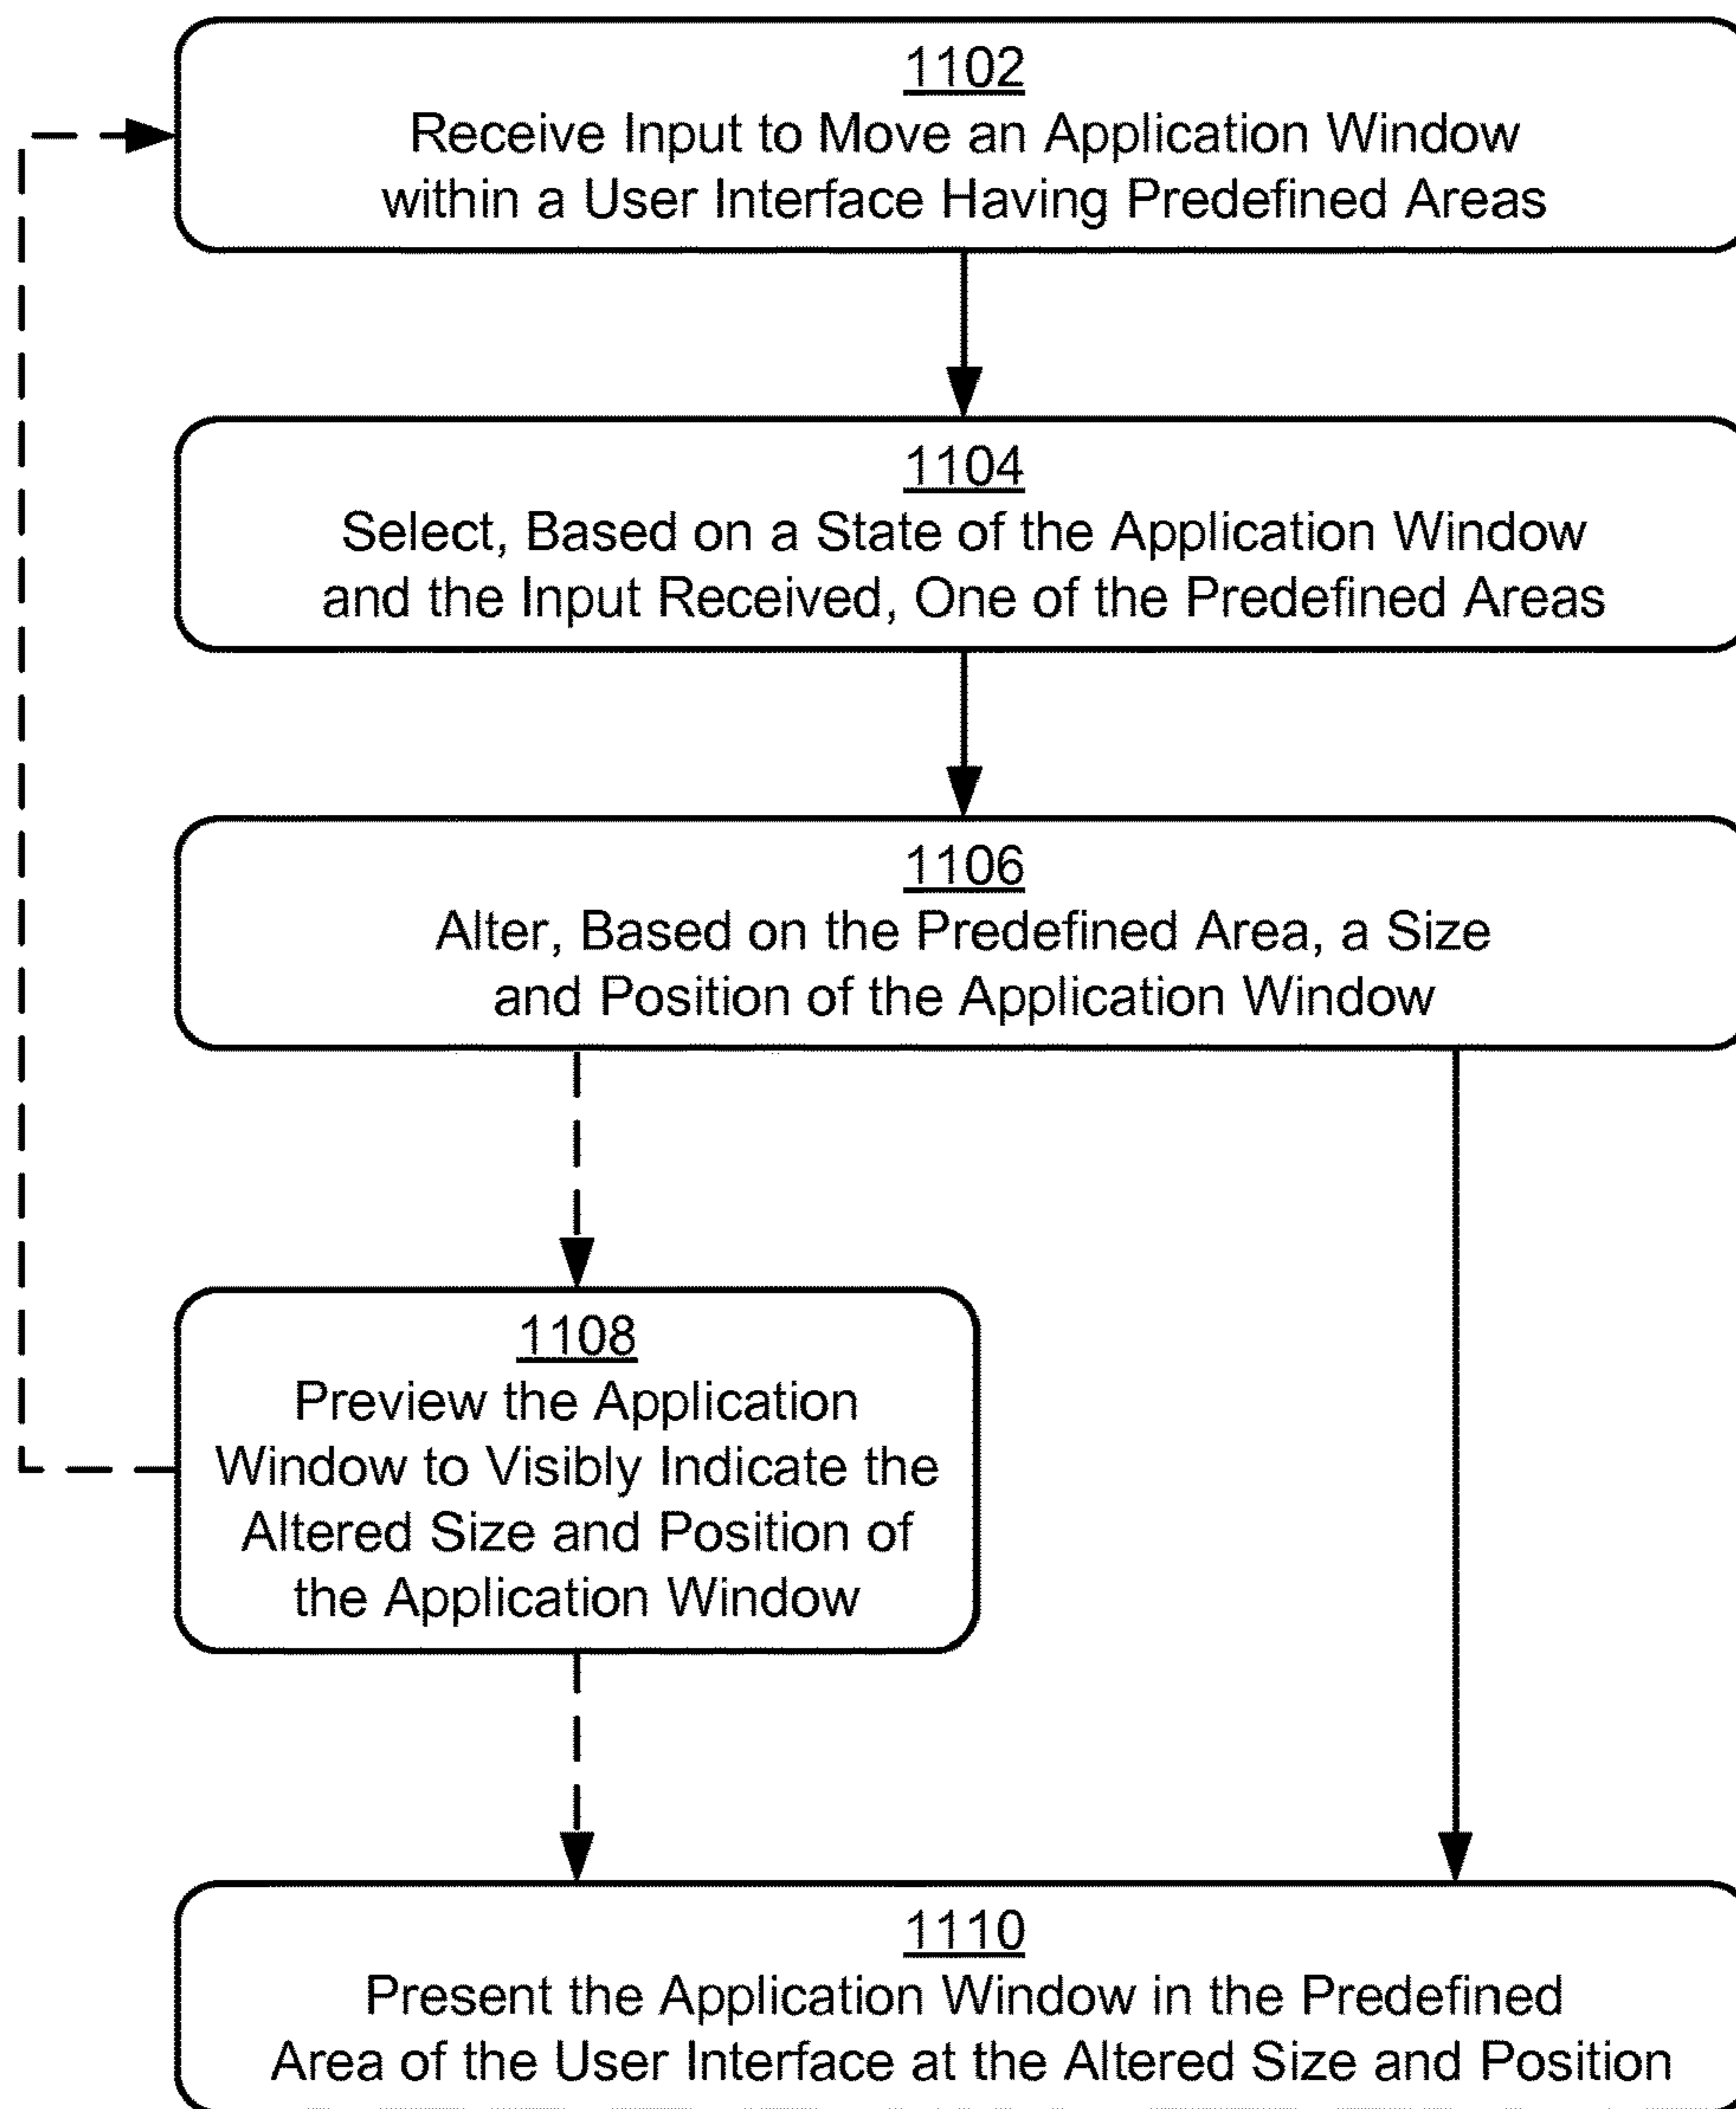 1102
Receive Input to Move an Application Window
within a User Interface Having Predefined Areas
1104
Select, Based on a State of the Application Window
and the Input Received, One of the Predefined Areas
1106
Alter, Based on the Predefined Area, a Size
and Position of the Application Window
1108
Preview the Application
Window to Visibly Indicate the
Altered Size and Position of
the Application Window
1110
Present the Application Window in the Predefined
Area of the User Interface at the Altered Size and Position